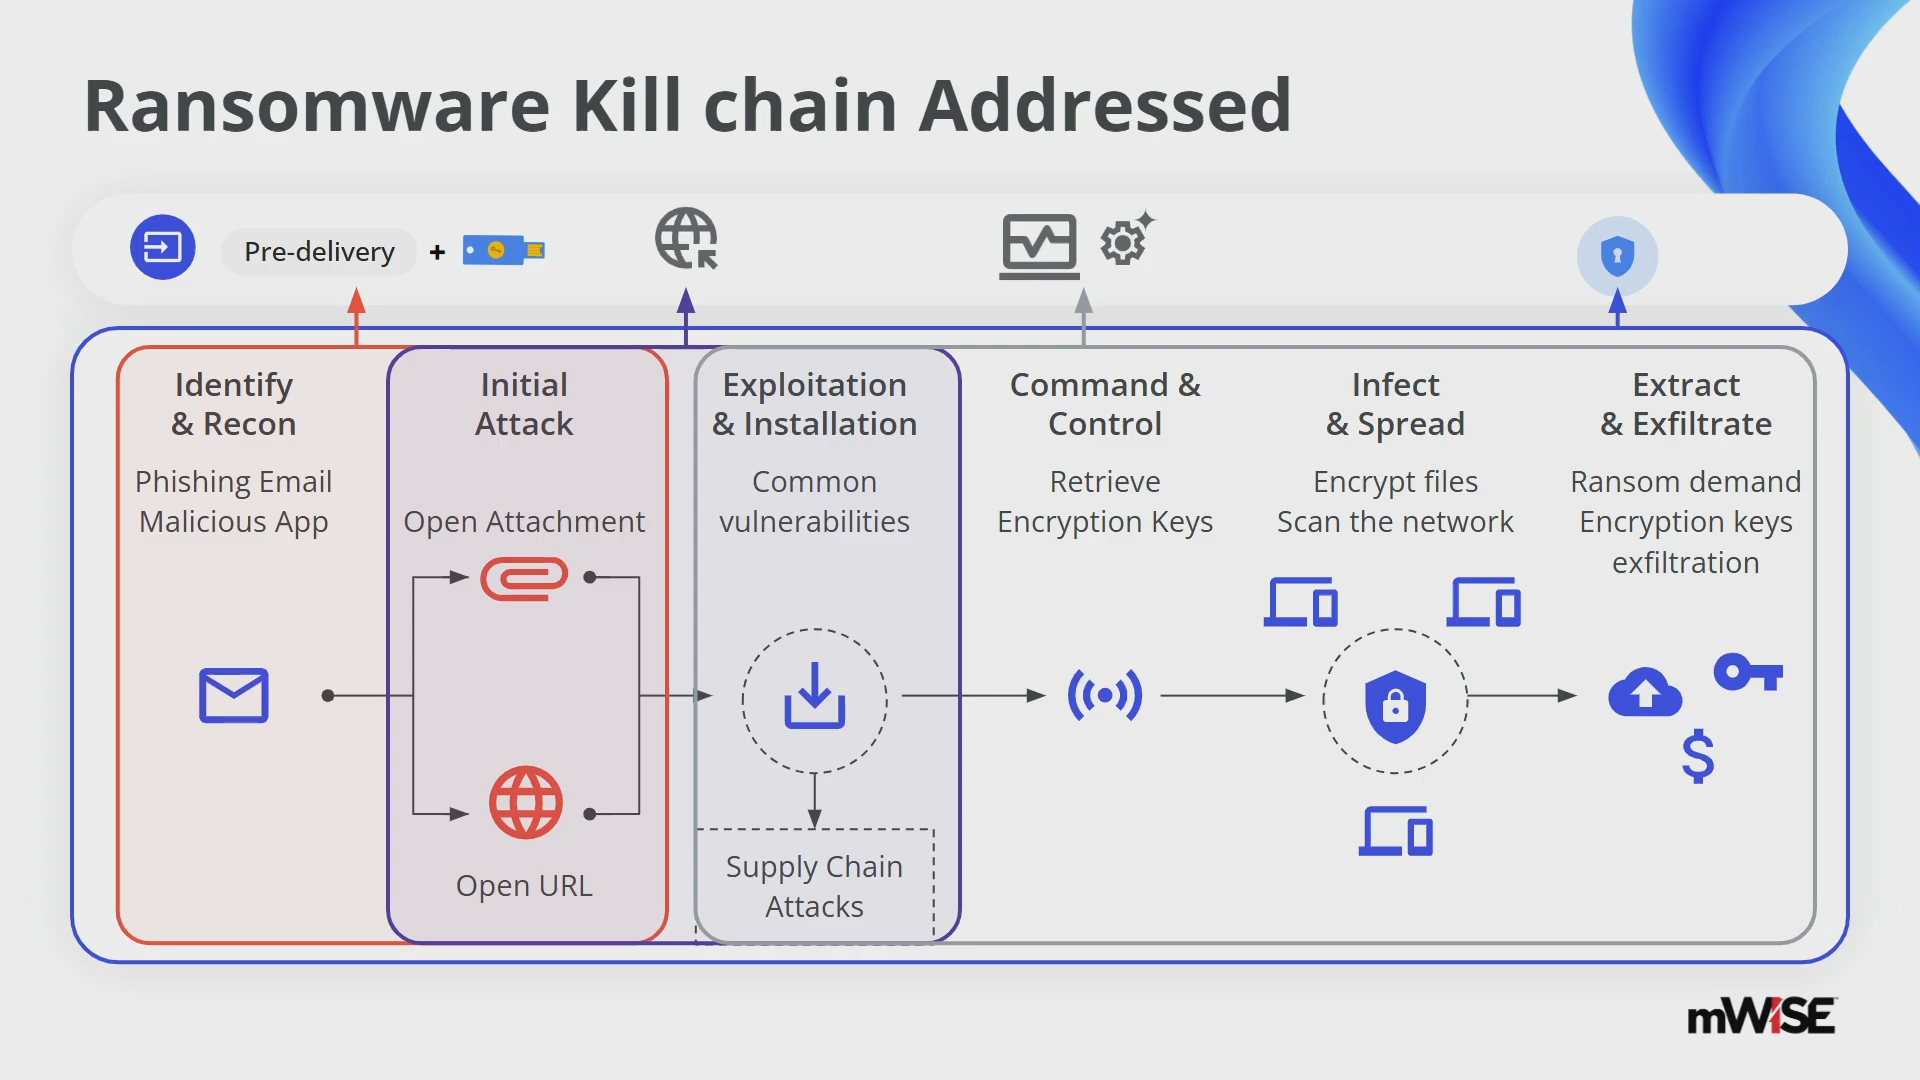 Ransomware Kill chain Addressed
Pre-delivery +
Identify
& Recon
Phishing Email
Malicious App
Initial
Attack
Open Attachment
Open URL
Exploitation
& Installation
Common
vulnerabilities
Supply Chain
Attacks
Command &
Control
Retrieve
Encryption Keys
Infect
& Spread
Encrypt files
Scan the network
Extract
& Exfiltrate
Ransom demand
Encryption keys
exfiltration
$
mWISE